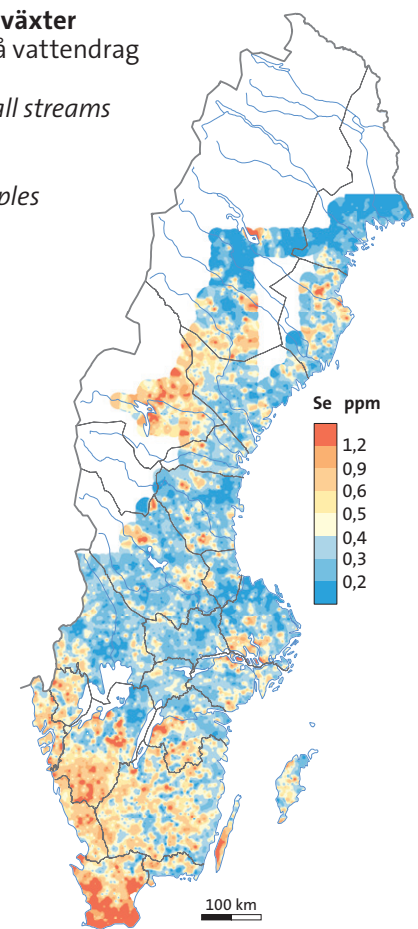 växter
å vattendrag
all streams
ples
Se ppm
1,2
0,9
0,6
0,5
0,4
0,3
0,2
100 km